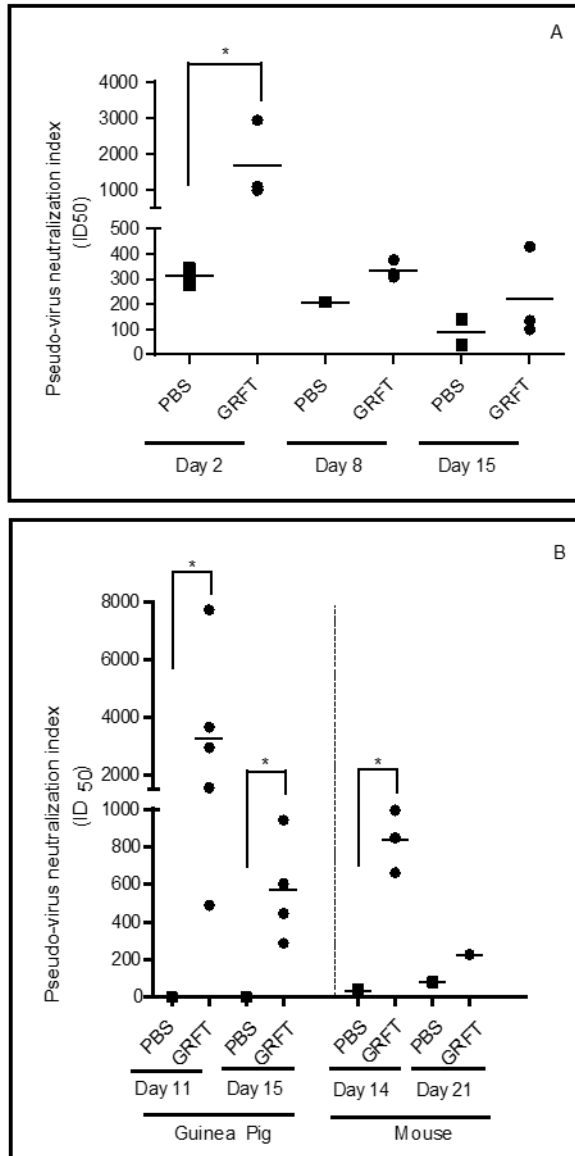 A
*
Pseudo-virus neutralization index
(ID50)
4000
3000
2000
1000
500
400
300
200
100
0
PBS GRFT PBS GRFT PBS GRFT
Day 2 Day 8 Day 15
B
*
*
*
Pseudo-virus neutralization index
(ID 50)
8000
6000
4000
2000
1000
800
600
400
200
0
PBS GRFT PBS GRFT PBS GRFT PBS GRFT
Day 11 Day 15 Day 14 Day 21
Guinea Pig Mouse